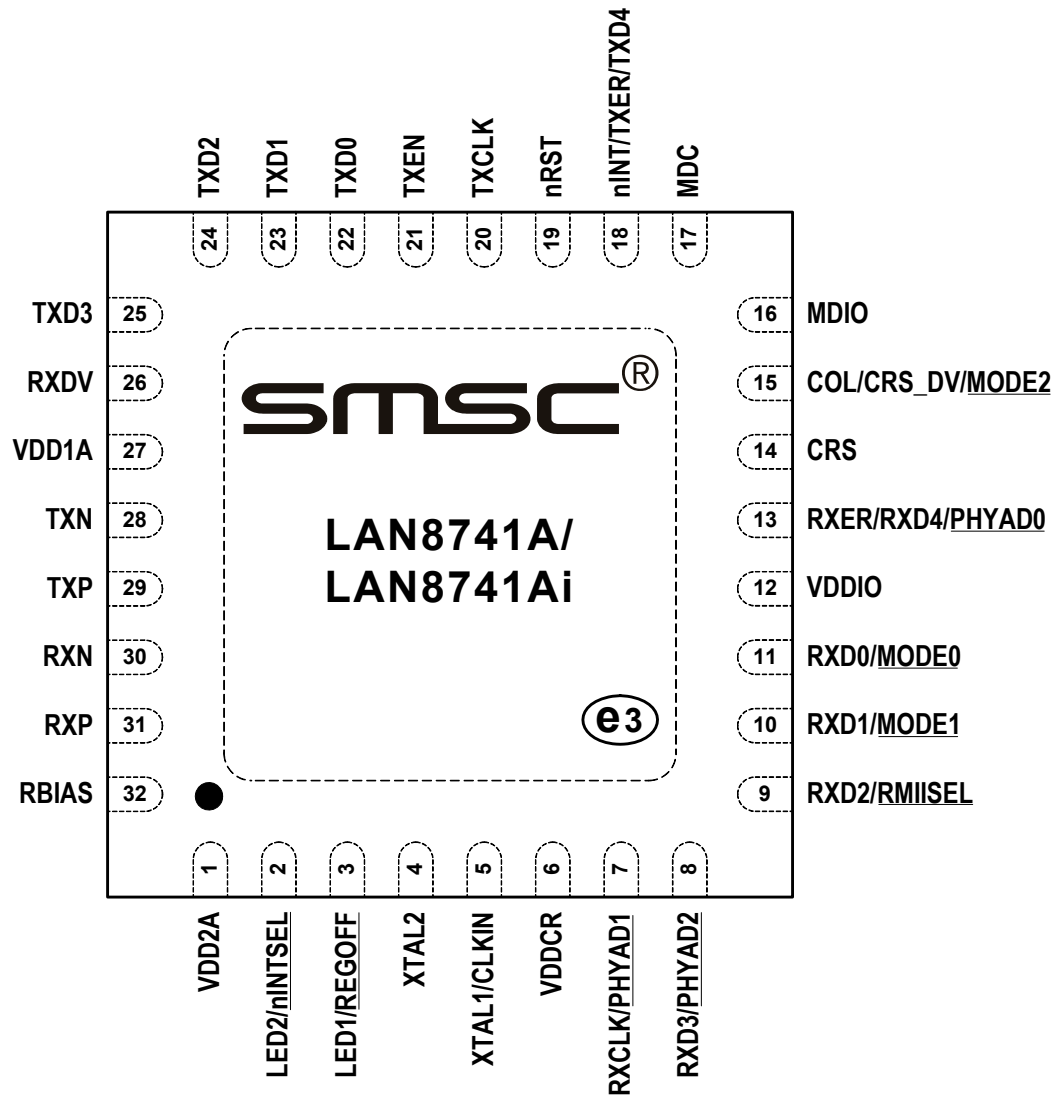 TXD2
TXD1
TXD0
TXEN
TXCLK
nRST
nINT/TXER/TXD4
MDC
24
23
22
21
20
19
18
17
TXD3 25
RXDV 26
VDD1A 27
TXN 28
TXP 29
RXN 30
RXP 31
RBIAS 32
SMSC®
LAN8741A/
LAN8741Ai
e3
16 MDIO
15 COL/CRS_DV/MODE2
14 CRS
13 RXER/RXD4/PHYAD0
12 VDDIO
11 RXD0/MODE0
10 RXD1/MODE1
9 RXD2/RMIISEL
1
2
3
4
5
6
7
8
VDD2A
LED2/nINTSEL
LED1/REGOFF
XTAL2
XTAL1/CLKIN
VDDCR
RXCLK/PHYAD1
RXD3/PHYAD2